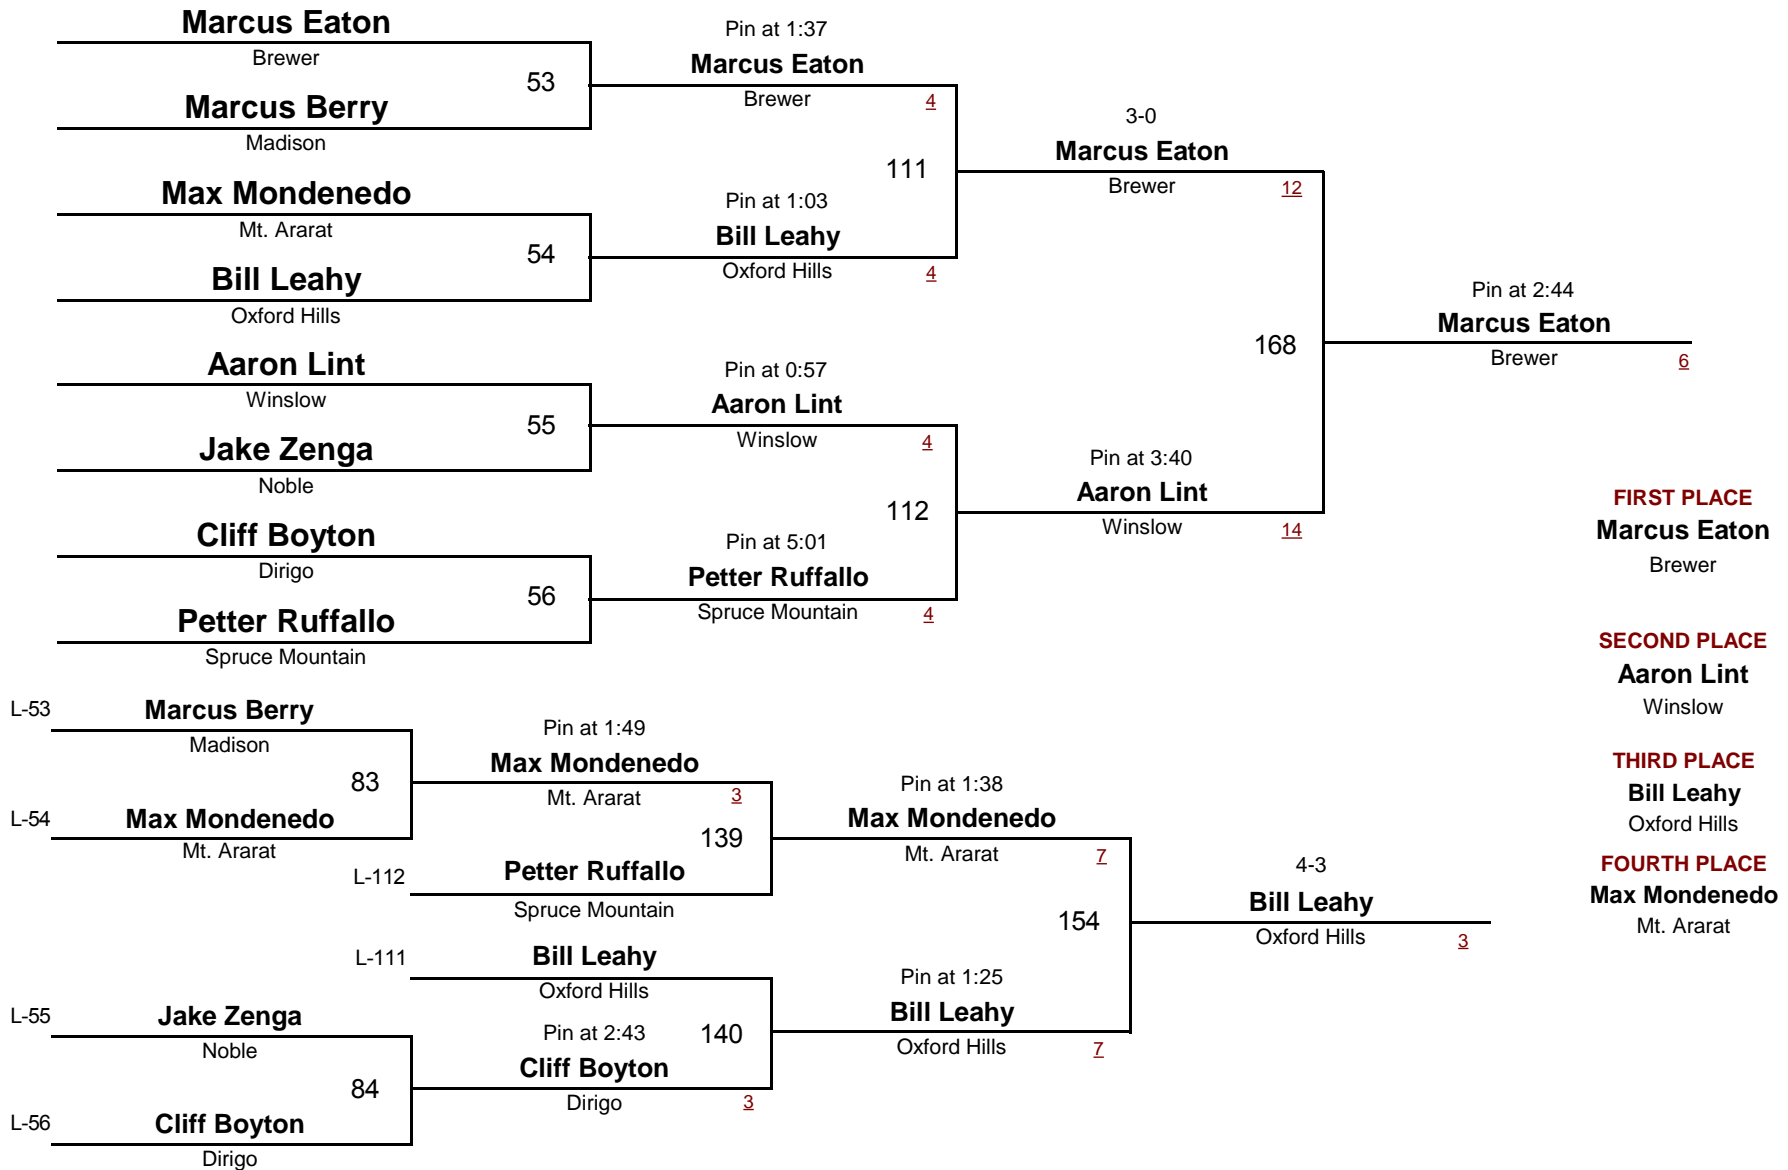 Marcus Eaton
Brewer
53
Marcus Berry
Madison
Max Mondenedo
Mt. Ararat
54
Bill Leahy
Oxford Hills
Aaron Lint
Winslow
55
Jake Zenga
Noble
Cliff Boyton
Dirigo
56
Petter Ruffallo
Spruce Mountain
Pin at 1:37
Marcus Eaton
Brewer
4
111
Pin at 1:03
Bill Leahy
Oxford Hills
4
Pin at 0:57
Aaron Lint
Winslow
4
112
Pin at 5:01
Petter Ruffallo
Spruce Mountain
4
3-0
Marcus Eaton
Brewer
12
168
Pin at 3:40
Aaron Lint
Winslow
14
Pin at 2:44
Marcus Eaton
Brewer
6
FIRST PLACE
Marcus Eaton
Brewer
SECOND PLACE
Aaron Lint
Winslow
THIRD PLACE
Bill Leahy
Oxford Hills
FOURTH PLACE
Max Mondenedo
Mt. Ararat
L-53
Marcus Berry
Madison
83
L-54
Max Mondenedo
Mt. Ararat
L-55
Jake Zenga
Noble
84
L-56
Cliff Boyton
Dirigo
Pin at 1:49
Max Mondenedo
Mt. Ararat
3
139
L-112
Petter Ruffallo
Spruce Mountain
L-111
Bill Leahy
Oxford Hills
140
Pin at 2:43
Cliff Boyton
Dirigo
3
Pin at 1:38
Max Mondenedo
Mt. Ararat
7
154
Pin at 1:25
Bill Leahy
Oxford Hills
7
4-3
Bill Leahy
Oxford Hills
3